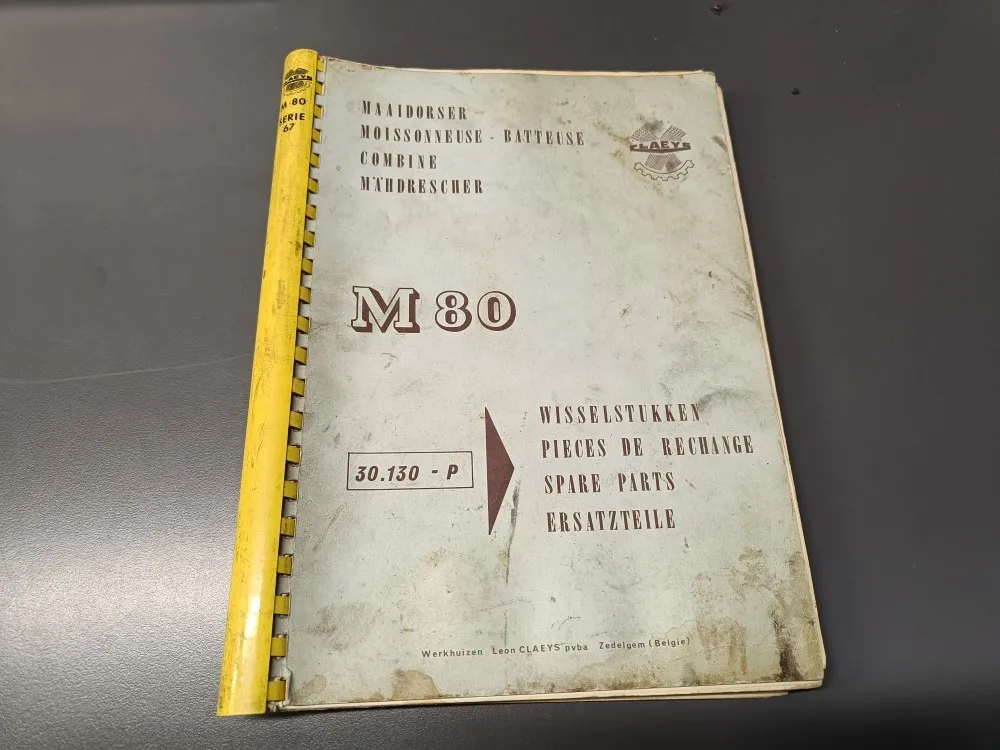 CLAEYS
M 80
SERIE
67
MAAIDORSER
MOISSONNEUSE - BATTEUSE
COMBINE
MÄHDRESCHER
CLAEYS
M 80
30.130 - P
WISSELSTUKKEN
PIECES DE RECHANGE
SPARE PARTS
ERSATZTEILE
Werkhuizen Leon CLAEYS pvba Zedelgem (Belgie)